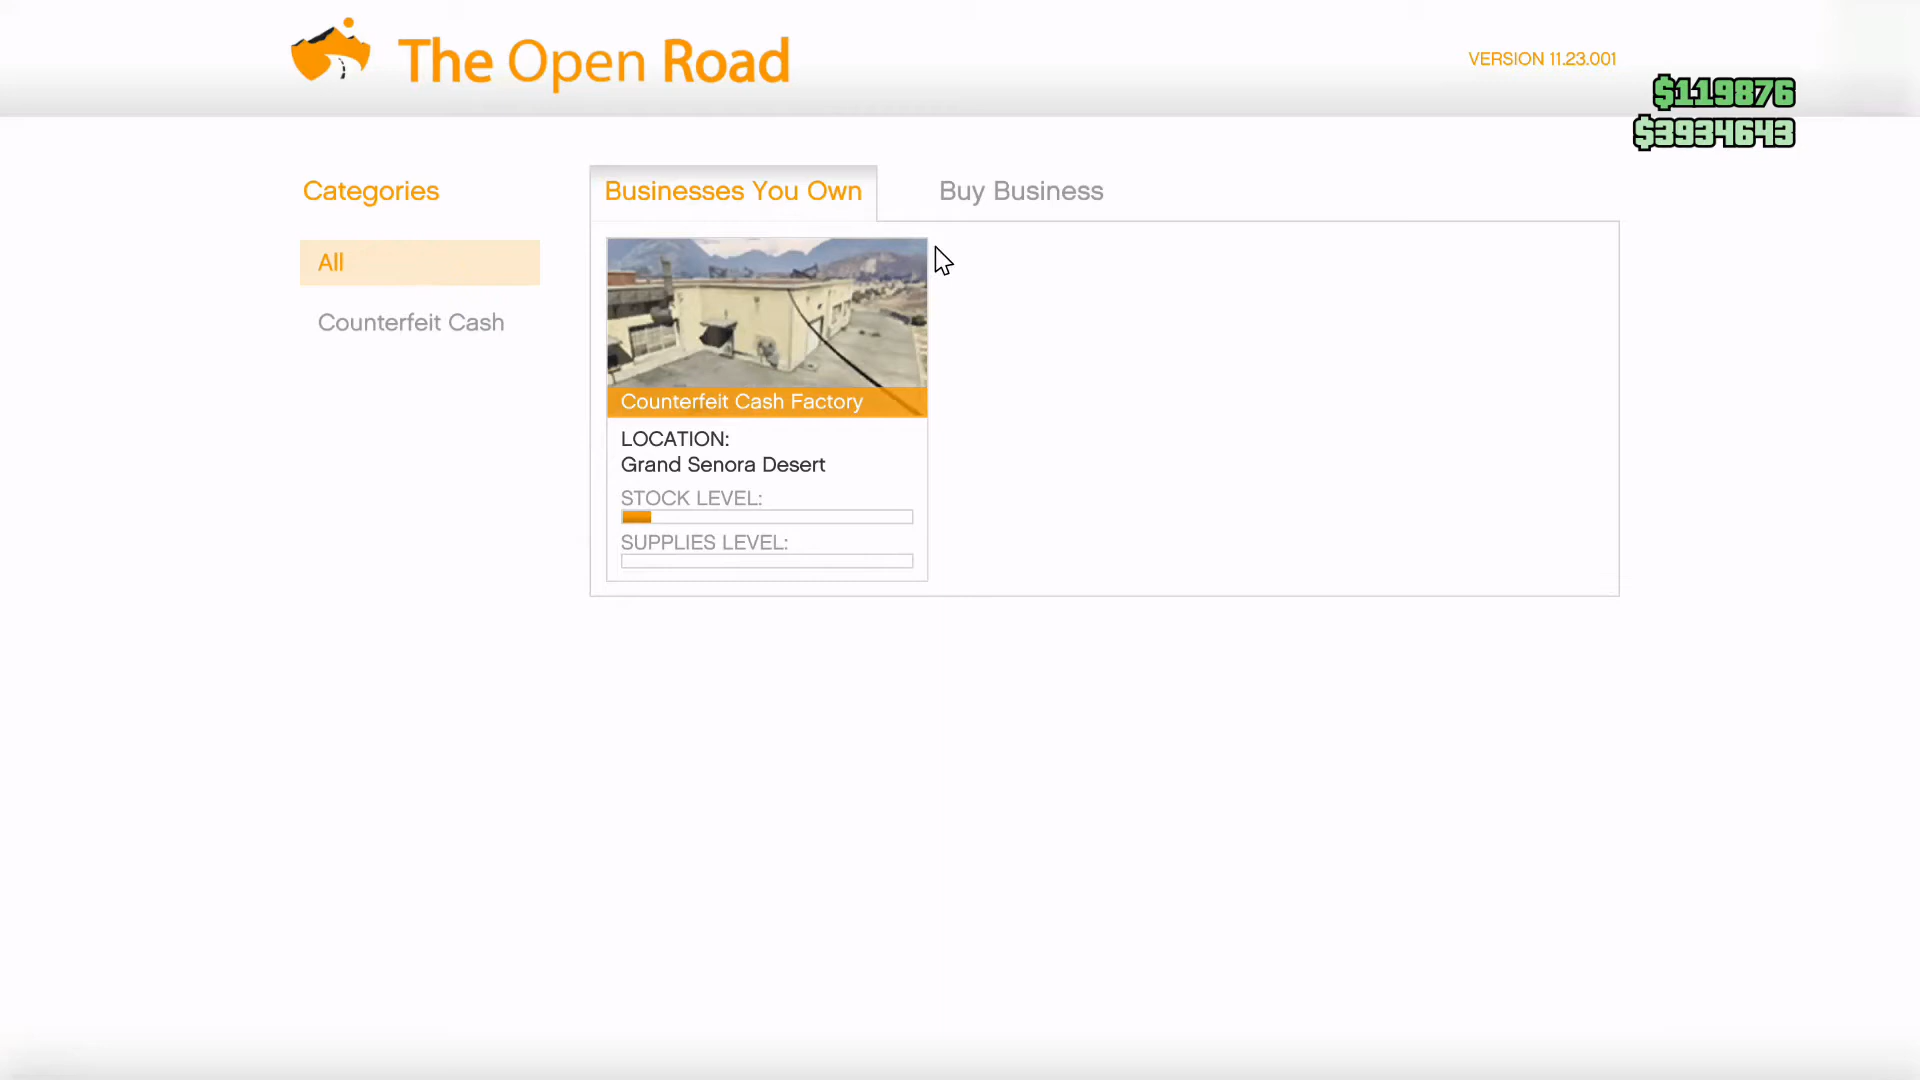 The Open Road
VERSION 11.23.001
$119876
$3934643
Categories
Businesses You Own
Buy Business
All
Counterfeit Cash
Counterfeit Cash Factory
LOCATION:
Grand Senora Desert
STOCK LEVEL:
SUPPLIES LEVEL: